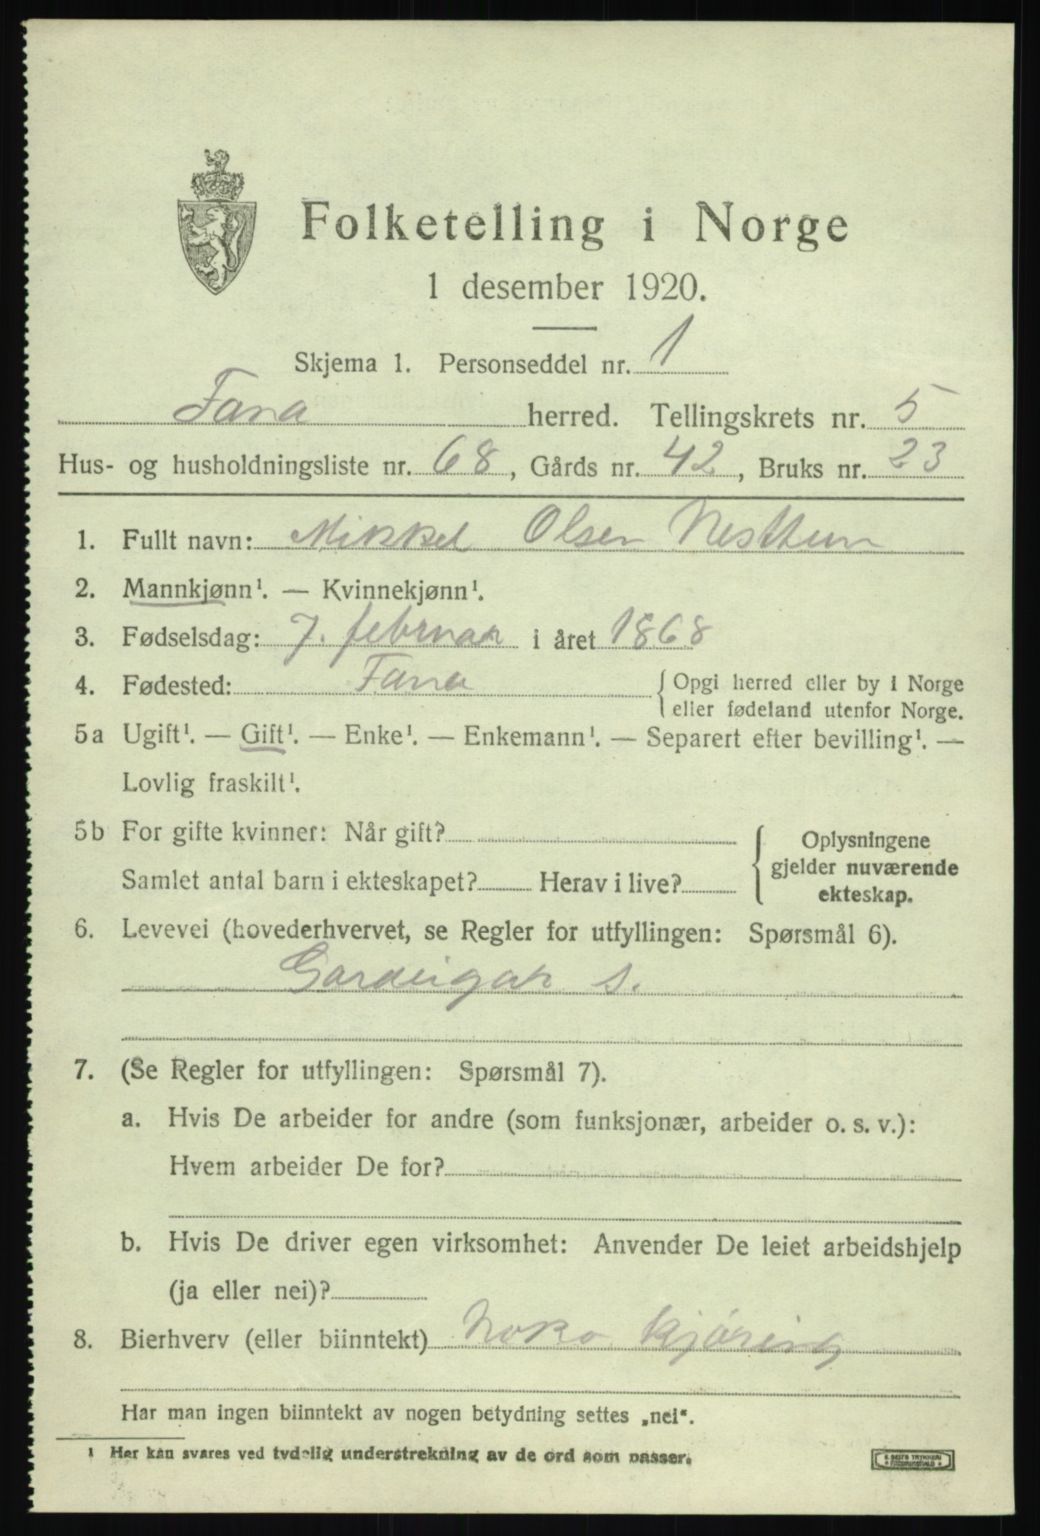 Folketelling i Norge
1 desember 1920.
Skjema 1. Personseddel nr. 1
Fana herred. Tellingskrets nr. 5
Hus- og husholdningsliste nr. 68, Gårds nr. 42, Bruks nr. 23
1. Fullt navn: Mikkel Olsen Nesttun
2. Mannkjønn¹. — Kvinnekjønn¹.
3. Fødselsdag: 7. februar i året 1868
4. Fødested: Fana { Opgi herred eller by i Norge
eller fødeland utenfor Norge.
5a Ugift¹. — Gift¹. — Enke¹. — Enkemann¹. — Separert efter bevilling¹. —
Lovlig fraskilt¹.
5b For gifte kvinner: Når gift?
Samlet antal barn i ekteskapet? Herav i live?
{ Oplysningene
gjelder nuværende
ekteskap.
6. Levevei (hovederhvervet, se Regler for utfyllingen: Spørsmål 6).
Gardeigar s.
7. (Se Regler for utfyllingen: Spørsmål 7).
a. Hvis De arbeider for andre (som funksjonær, arbeider o. s. v.):
Hvem arbeider De for?
b. Hvis De driver egen virksomhet: Anvender De leiet arbeidshjelp
(ja eller nei)?
8. Bierhverv (eller biinntekt) Noko kjøring
Har man ingen biinntekt av nogen betydning settes „nei“.
¹ Her kan svares ved tydelig understrekning av de ord som passer.